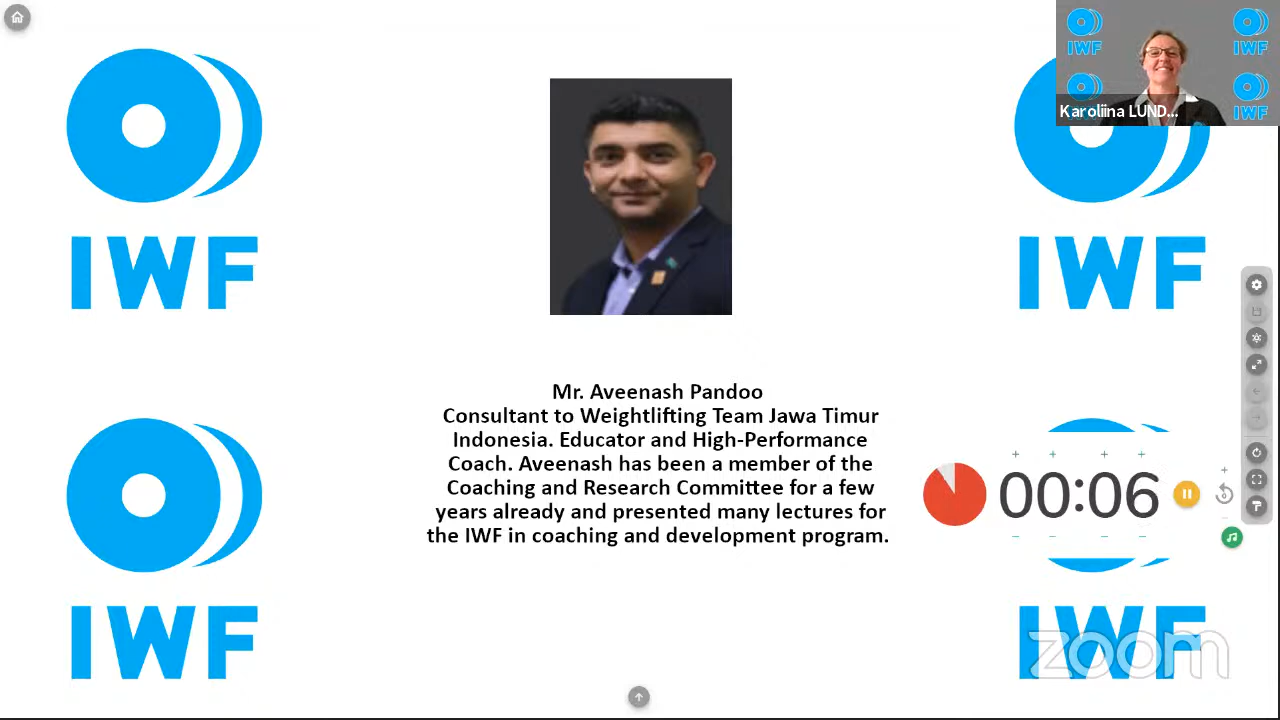 IWF
IWF
IWF
IWF
Karoliina LUND...
IWF
IWF
Mr. Aveenash Pandoo
Consultant to Weightlifting Team Jawa Timur
Indonesia. Educator and High-Performance
Coach. Aveenash has been a member of the
Coaching and Research Committee for a few
years already and presented many lectures for
the IWF in coaching and development program.
00:06
IWF
IWF
zoom